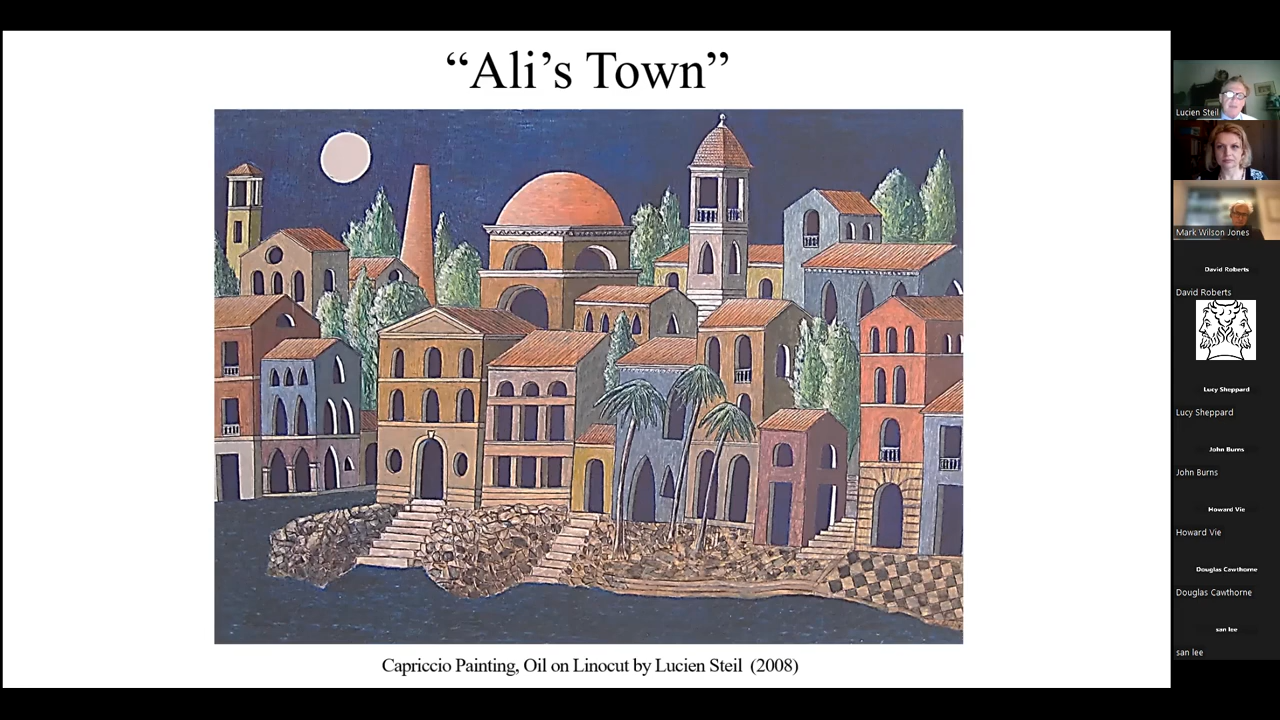 “Ali’s Town”
Capriccio Painting, Oil on Linocut by Lucien Steil (2008)
Lucien Steil
Mark Wilson Jones
David Roberts
David Roberts
Lucy Sheppard
Lucy Sheppard
John Burns
John Burns
Howard Vie
Howard Vie
Douglas Cawthorne
Douglas Cawthorne
san lee
san lee